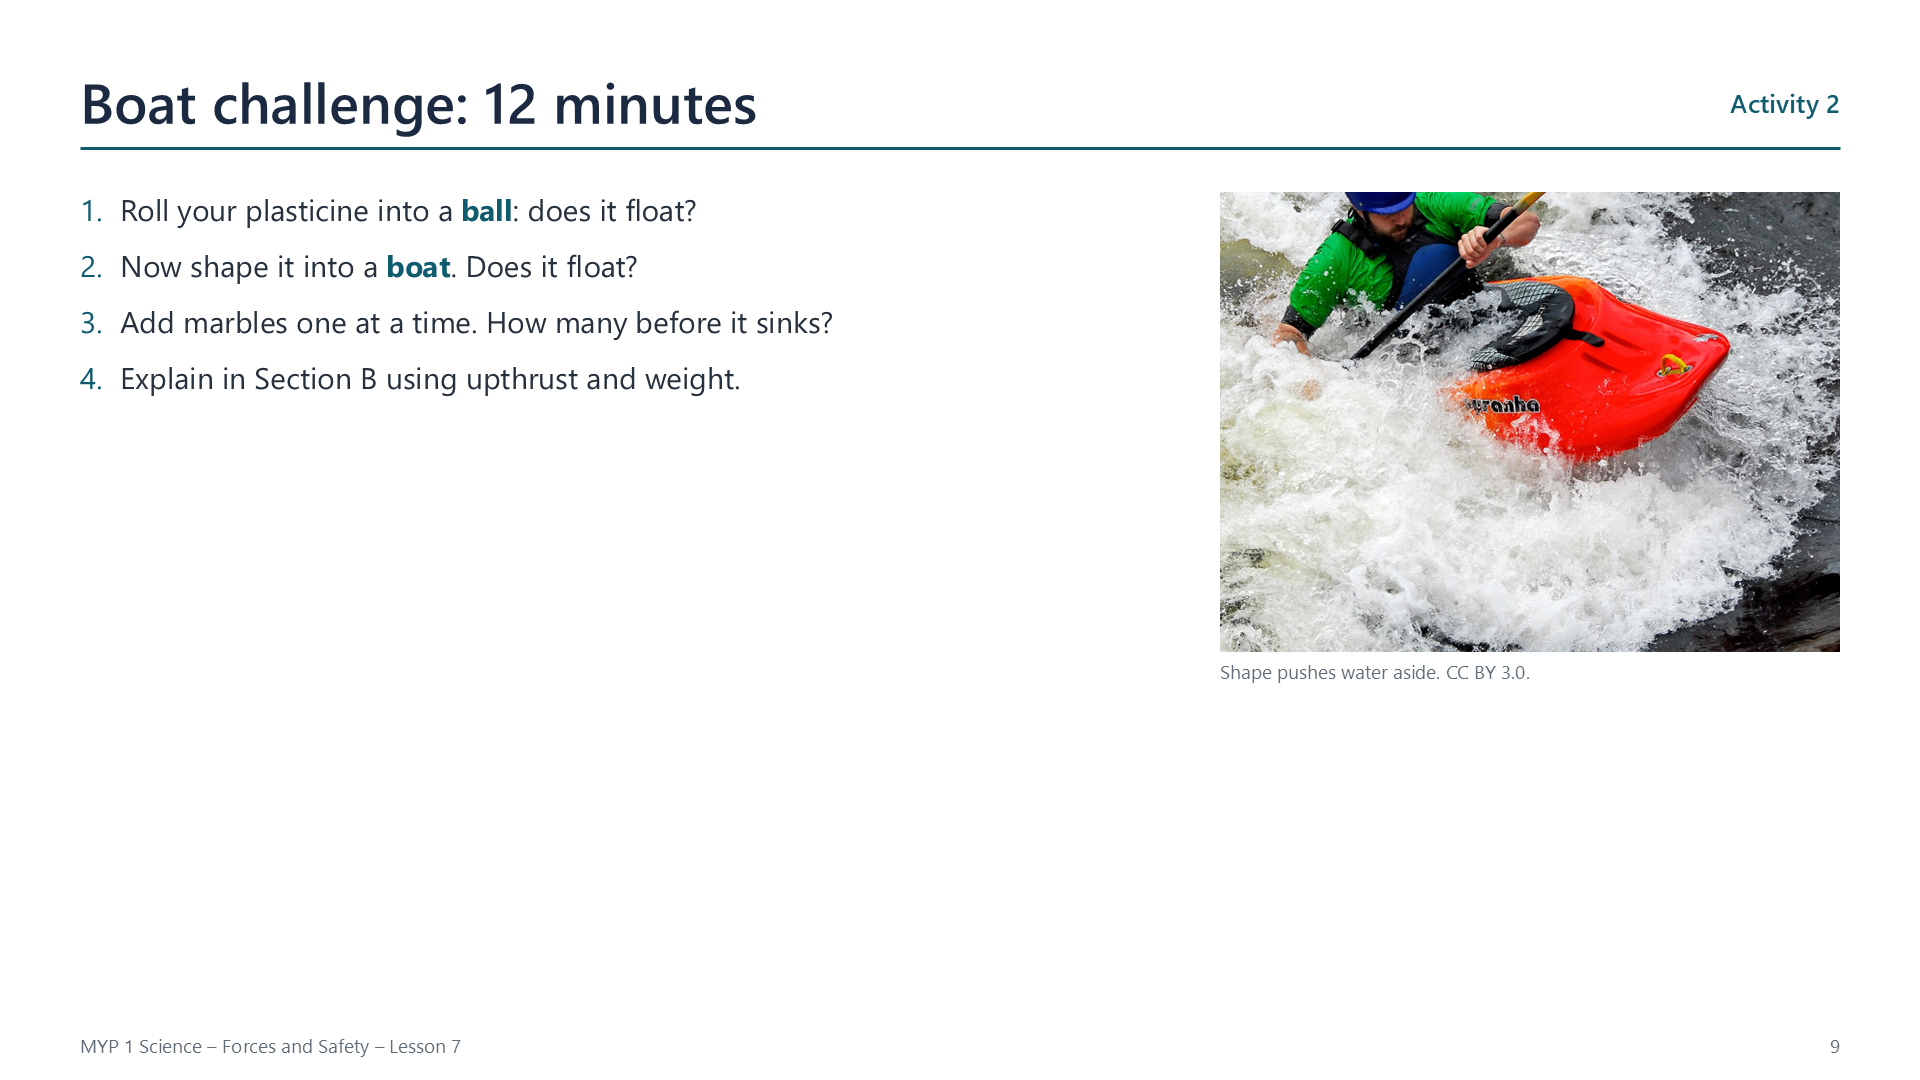 Boat challenge: 12 minutes
Activity 2
1. Roll your plasticine into a ball: does it float?
2. Now shape it into a boat. Does it float?
3. Add marbles one at a time. How many before it sinks?
4. Explain in Section B using upthrust and weight.
Shape pushes water aside. CC BY 3.0.
MYP 1 Science – Forces and Safety – Lesson 7
9